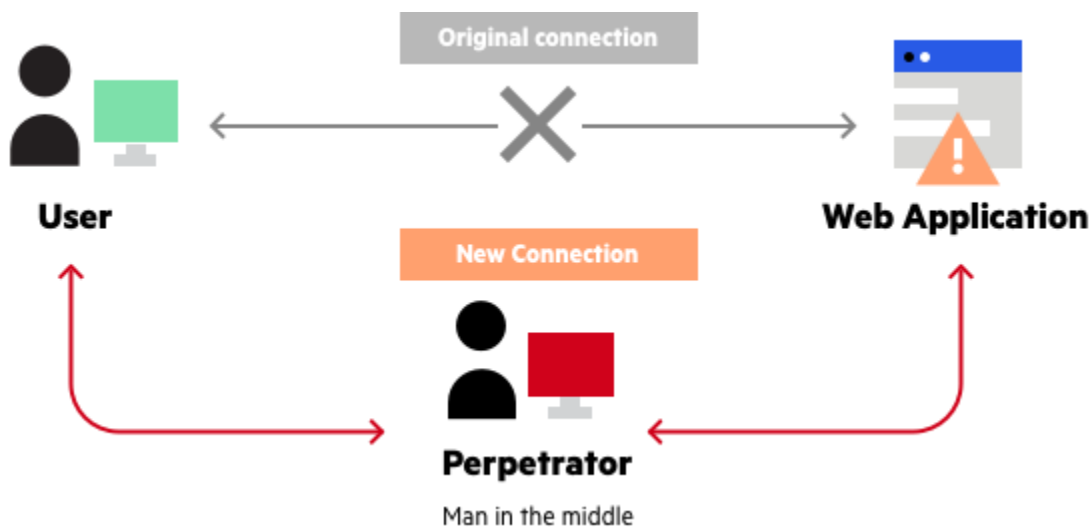 Original connection
User
Web Application
New Connection
Perpetrator
Man in the middle